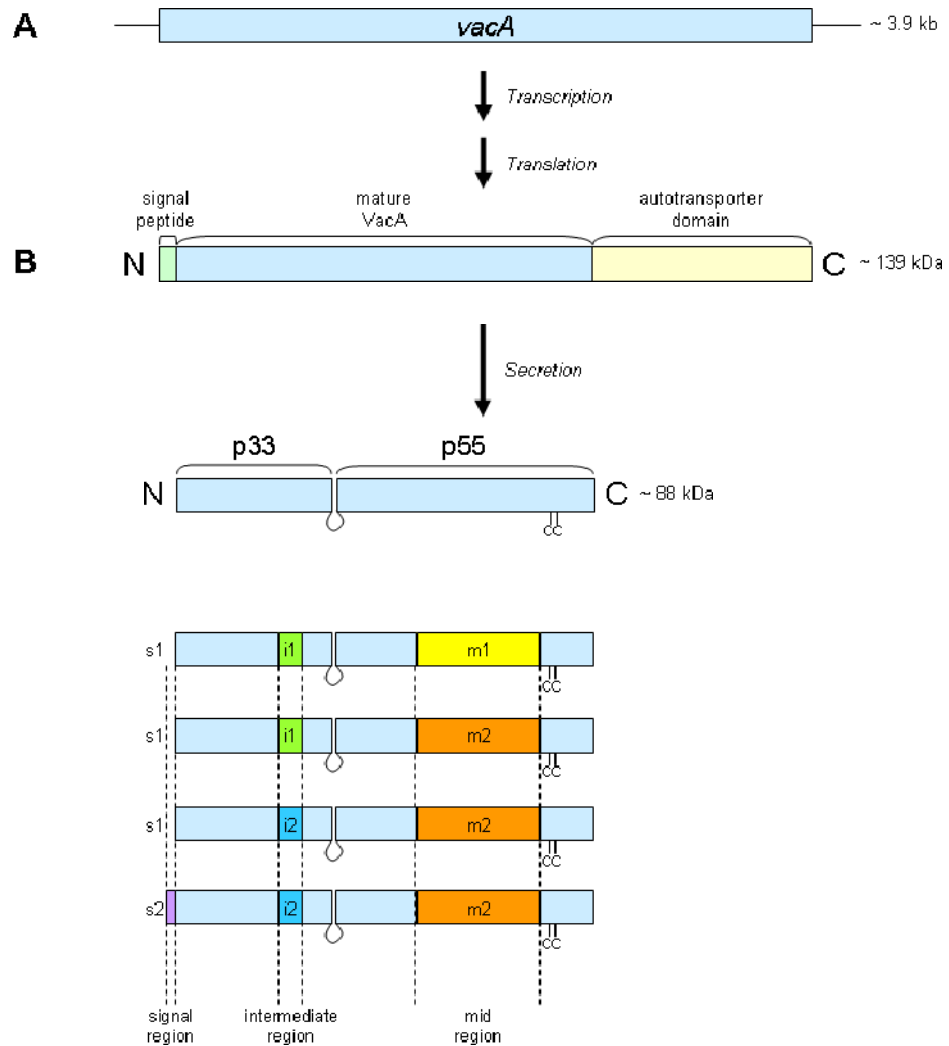 A
vacA
~ 3.9 kb
Transcription
Translation
signal
peptide
mature
VacA
autotransporter
domain
B
N
C
~ 139 kDa
Secretion
p33
p55
N
C
~ 88 kDa
CC
s1
i1
m1
CC
s1
i1
m2
CC
s1
i2
m2
CC
s2
i2
m2
CC
signal
region
intermediate
region
mid
region